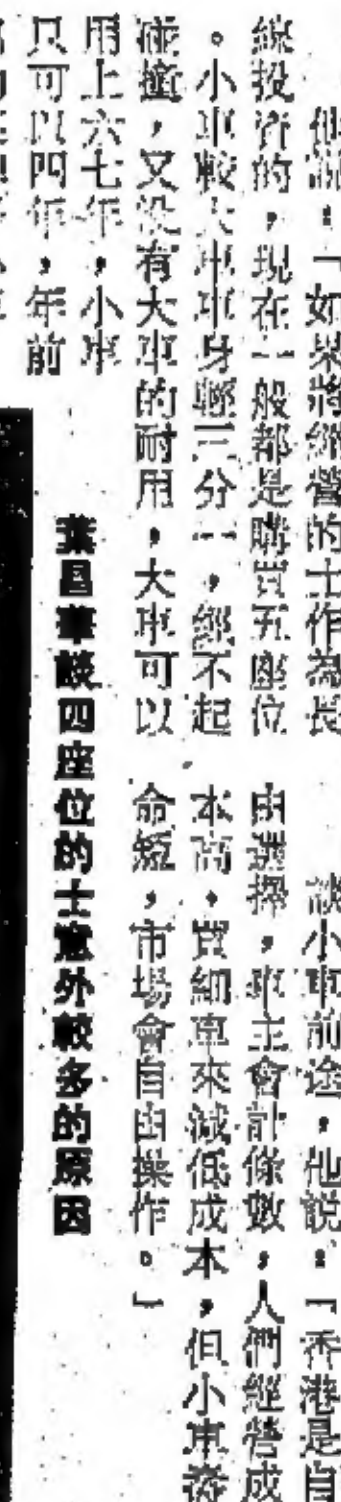 他說:「如果將經營的士作為長
線投資的,現在一般都是購買五座位
。小車較大車車身輕三分一,經不起
碰撞,又沒有大車的耐用,大車可以
用上六七年,小車
只可以四年,年前
談小車前途,他說:「香港是自
由選擇,車主會計條數,人們經營成
本高,買細車來減低成本,但小車壽
命短,市場會自由操作。」
葉昌華談四座位的士意外較多的原因